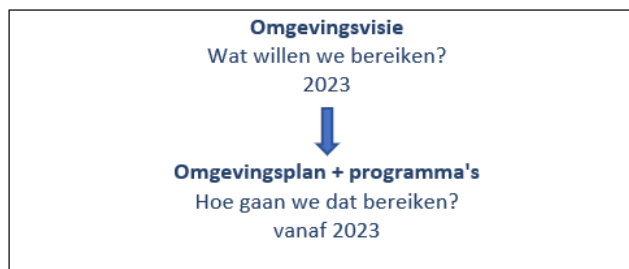 Omgevingsvisie
Wat willen we bereiken?
2023
Omgevingsplan + programma's
Hoe gaan we dat bereiken?
vanaf 2023